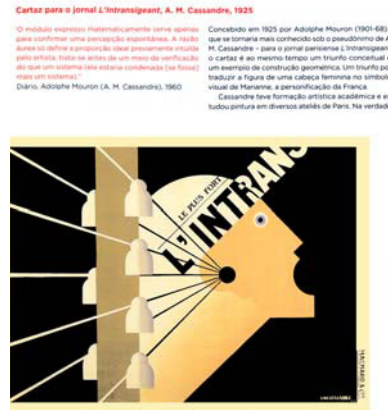 Cartaz para o jornal L'Intransigeant, A. M. Cassandre, 1925
"O módulo expresso matematicamente serve apenas
para confirmar uma percepção espontânea. A razão
áurea só define a proporção ideal previamente intuída
pelo artista; trata-se antes de um meio de verificação
do que um sistema (ele estaria condenado [se fosse]
mais um sistema)."
Diário, Adolphe Mouron (A. M. Cassandre), 1960
Concebido em 1925 por Adolphe Mouron (1901-68)
que se tornaria mais conhecido sob o pseudônimo de A
M. Cassandre – para o jornal parisiense L'Intransigeant
o cartaz é ao mesmo tempo um triunfo conceitual e
um exemplo de construção geométrica. Um triunfo po
traduzir a figura de uma cabeça feminina no símbolo
visual de Marianne, a personificação da França.
Cassandre teve formação artística acadêmica e es
tudou pintura em diversos ateliês de Paris. Na verdade
LE PLUS FORT
L'INTRANS